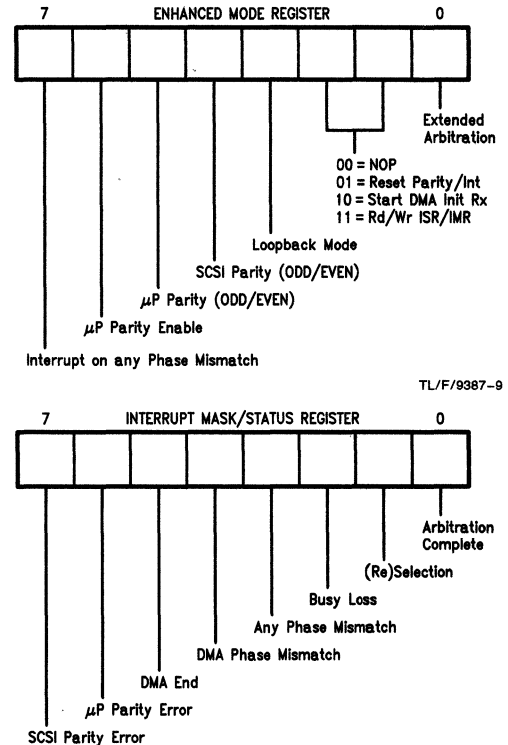 7 ENHANCED MODE REGISTER 0
Extended
Arbitration
00 = NOP
01 = Reset Parity/Int
10 = Start DMA Init Rx
11 = Rd/Wr ISR/IMR
Loopback Mode
SCSI Parity (ODD/EVEN)
μP Parity (ODD/EVEN)
μP Parity Enable
Interrupt on any Phase Mismatch
TL/F/9387–9
7 INTERRUPT MASK/STATUS REGISTER 0
Arbitration
Complete
(Re)Selection
Busy Loss
Any Phase Mismatch
DMA Phase Mismatch
DMA End
μP Parity Error
SCSI Parity Error